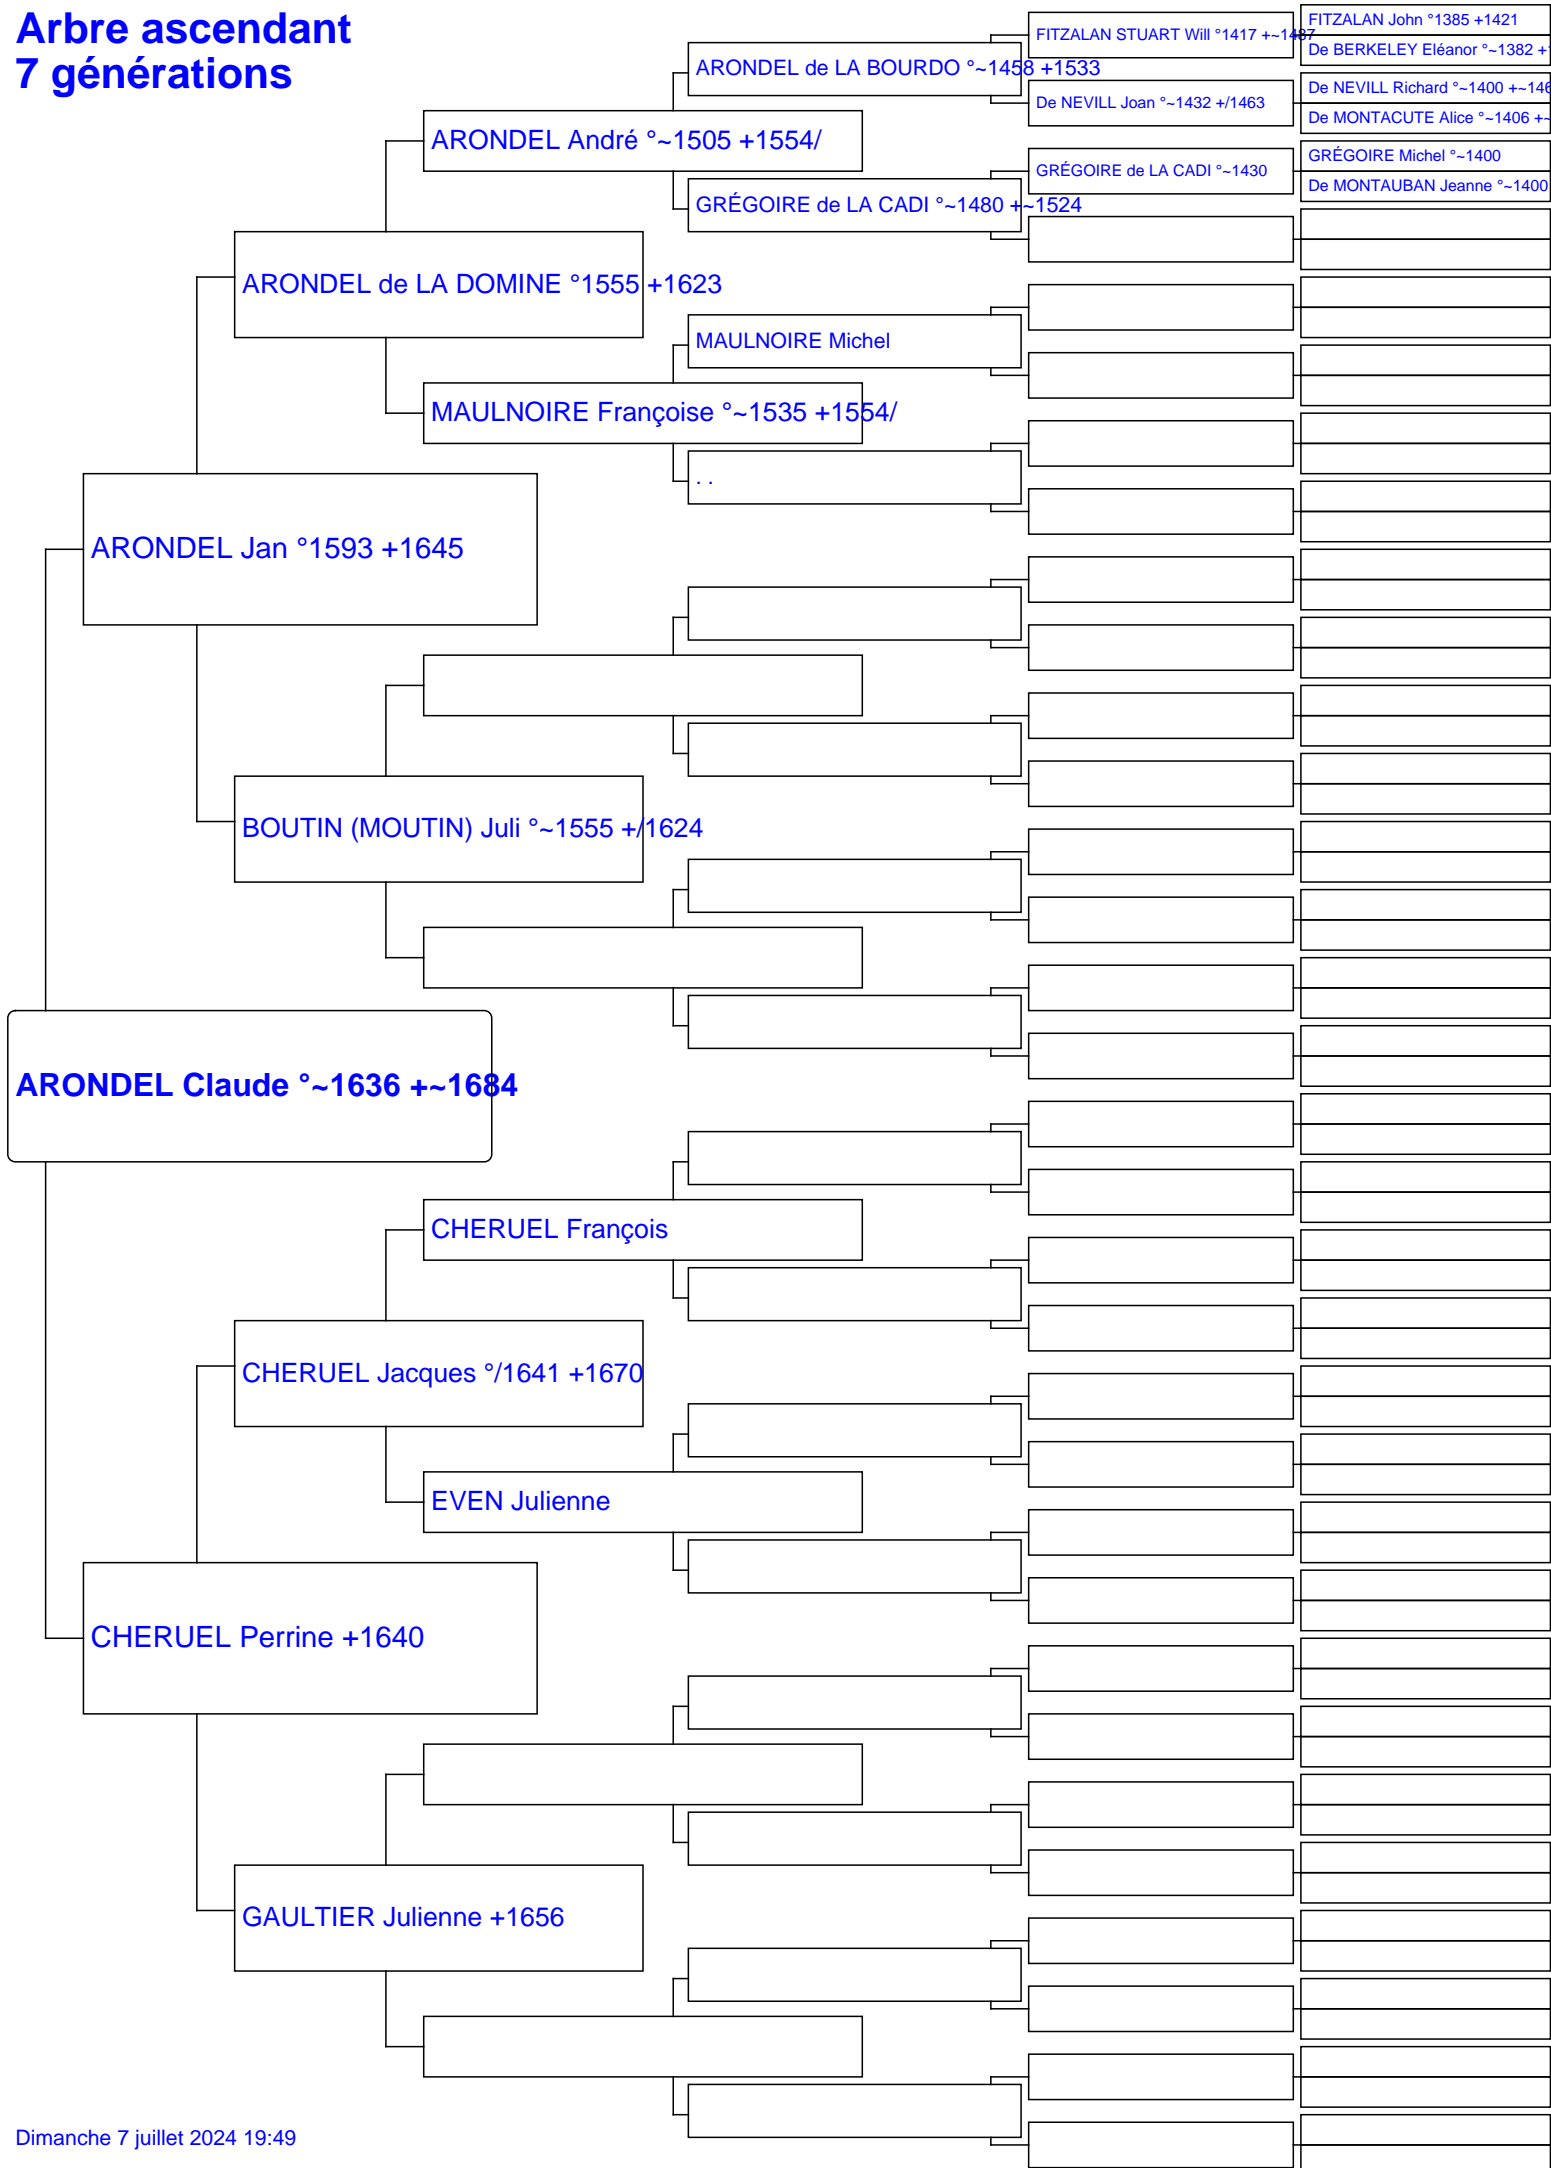 Arbre ascendant
7 générations
FITZALAN John °1385 +1421
FITZALAN STUART Will °1417 +~1487
De BERKELEY Eléanor °~1382 +
ARONDEL de LA BOURDO °~1458 +1533
De NEVILL Richard °~1400 +~146
De NEVILL Joan °~1432 +/1463
De MONTACUTE Alice °~1406 +~
ARONDEL André °~1505 +1554/
GRÉGOIRE Michel °~1400
GRÉGOIRE de LA CADI °~1430
De MONTAUBAN Jeanne °~1400
GRÉGOIRE de LA CADI °~1480 +~1524
ARONDEL de LA DOMINE °1555 +1623
MAULNOIRE Michel
MAULNOIRE Françoise °~1535 +1554/
. .
ARONDEL Jan °1593 +1645
BOUTIN (MOUTIN) Juli °~1555 +/1624
ARONDEL Claude °~1636 +~1684
CHERUEL François
CHERUEL Jacques °/1641 +1670
EVEN Julienne
CHERUEL Perrine +1640
GAULTIER Julienne +1656
Dimanche 7 juillet 2024 19:49